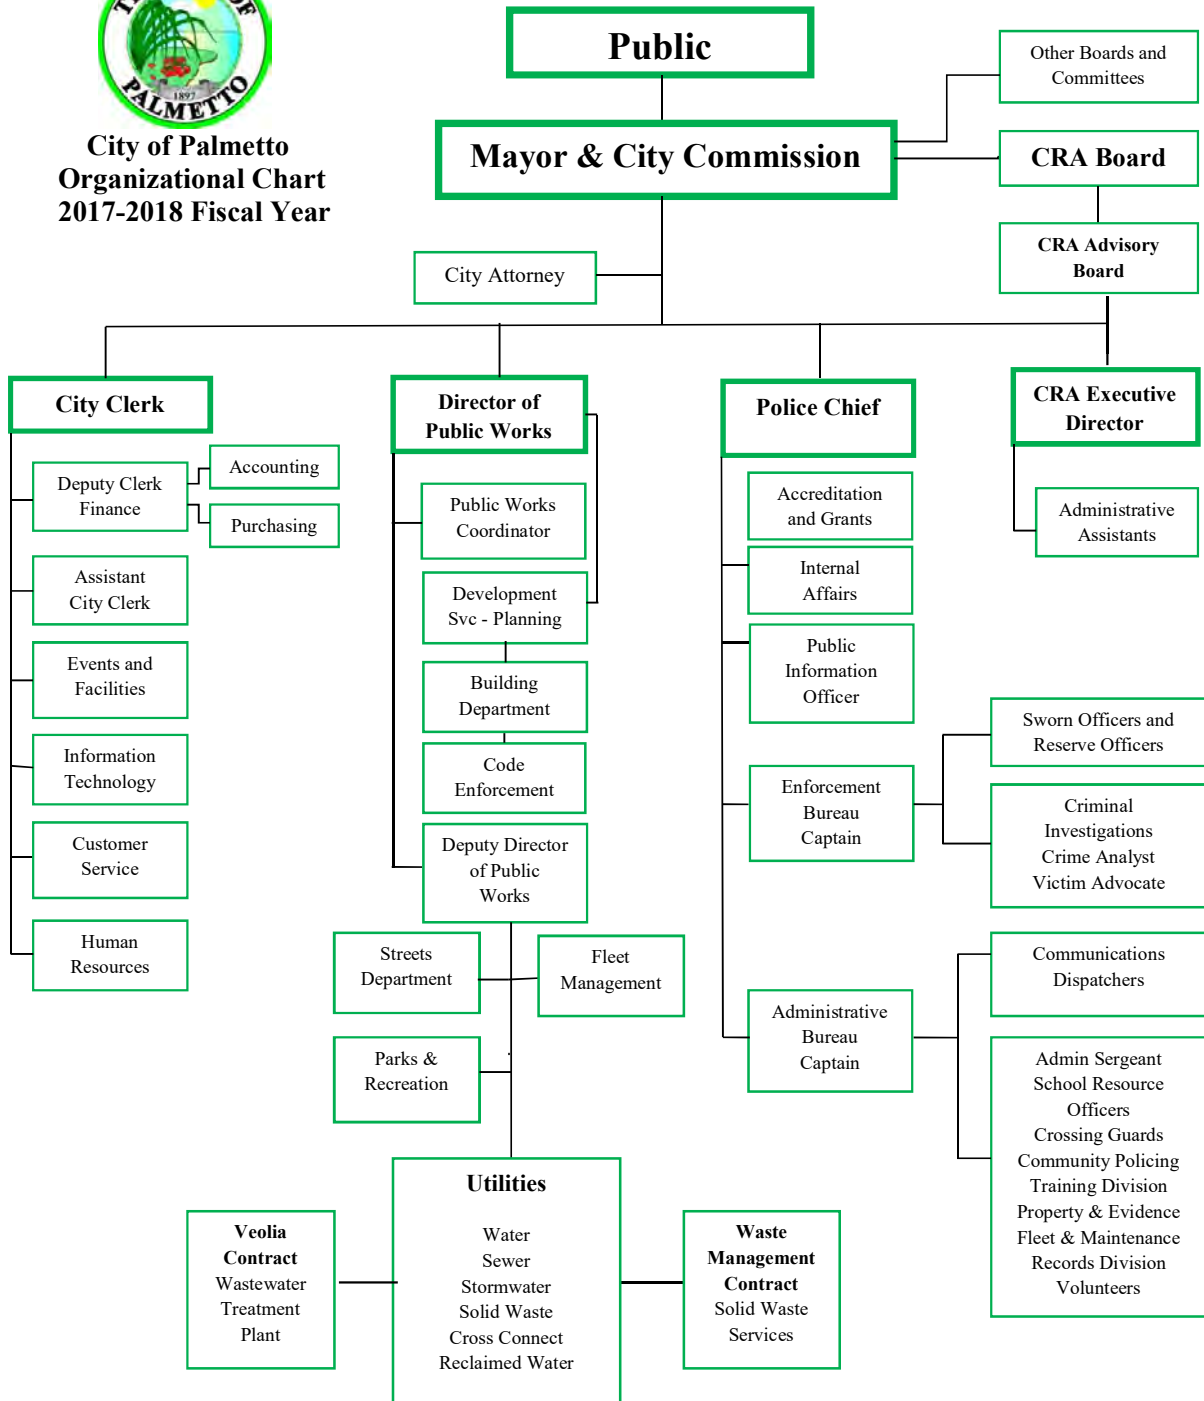 OF
PALMETTO
1897
City of Palmetto
Organizational Chart
2017-2018 Fiscal Year
Public
Mayor & City Commission
Other Boards and
Committees
CRA Board
CRA Advisory
Board
City Attorney
City Clerk
Deputy Clerk
Finance
Accounting
Purchasing
Assistant
City Clerk
Events and
Facilities
Information
Technology
Customer
Service
Human
Resources
Director of
Public Works
Public Works
Coordinator
Development
Svc - Planning
Building
Department
Code
Enforcement
Deputy Director
of Public
Works
Streets
Department
Fleet
Management
Parks &
Recreation
Utilities
Water
Sewer
Stormwater
Solid Waste
Cross Connect
Reclaimed Water
Veolia
Contract
Wastewater
Treatment
Plant
Waste
Management
Contract
Solid Waste
Services
Police Chief
Accreditation
and Grants
Internal
Affairs
Public
Information
Officer
Enforcement
Bureau
Captain
Sworn Officers and
Reserve Officers
Criminal
Investigations
Crime Analyst
Victim Advocate
Administrative
Bureau
Captain
Communications
Dispatchers
Admin Sergeant
School Resource
Officers
Crossing Guards
Community Policing
Training Division
Property & Evidence
Fleet & Maintenance
Records Division
Volunteers
CRA Executive
Director
Administrative
Assistants